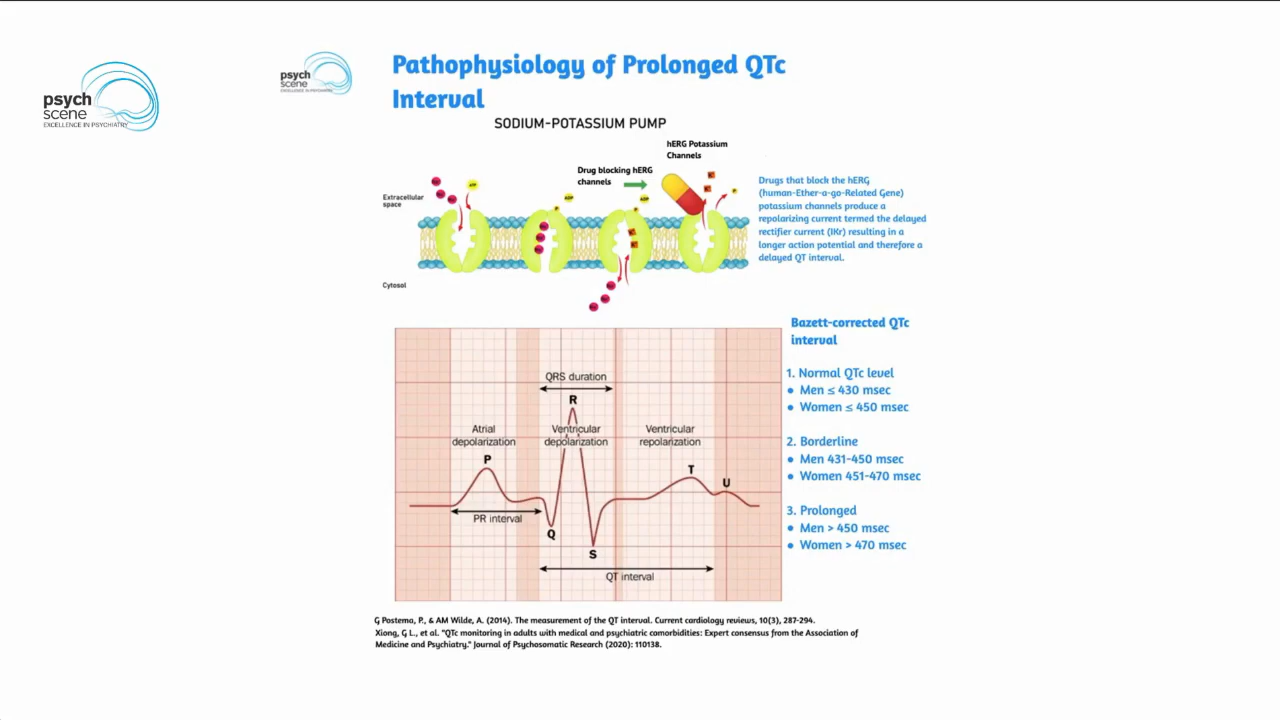 psych
scene
EXCELLENCE IN PSYCHIATRY
psych
scene
EXCELLENCE IN PSYCHIATRY
Pathophysiology of Prolonged QTc
Interval
SODIUM-POTASSIUM PUMP
hERG Potassium
Channels
Drug blocking hERG
channels
Extracellular
space
ATP
ADP
P
ADP
P
K
K
P
Cytosol
Drugs that block the hERG
(human-Ether-a-go-Related Gene)
potassium channels produce a
repolarizing current termed the delayed
rectifier current (IKr) resulting in a
longer action potential and therefore a
delayed QT interval.
QRS duration
R
Atrial
depolarization
Ventricular
depolarization
Ventricular
repolarization
P
T
U
PR interval
Q
S
QT interval
Bazett-corrected QTc
interval
1. Normal QTc level
● Men ≤ 430 msec
● Women ≤ 450 msec
2. Borderline
● Men 431-450 msec
● Women 451-470 msec
3. Prolonged
● Men > 450 msec
● Women > 470 msec
G Postema, P., & AM Wilde, A. (2014). The measurement of the QT interval. Current cardiology reviews, 10(3), 287-294.
Xiong, G L., et al. "QTc monitoring in adults with medical and psychiatric comorbidities: Expert consensus from the Association of
Medicine and Psychiatry." Journal of Psychosomatic Research (2020): 110138.